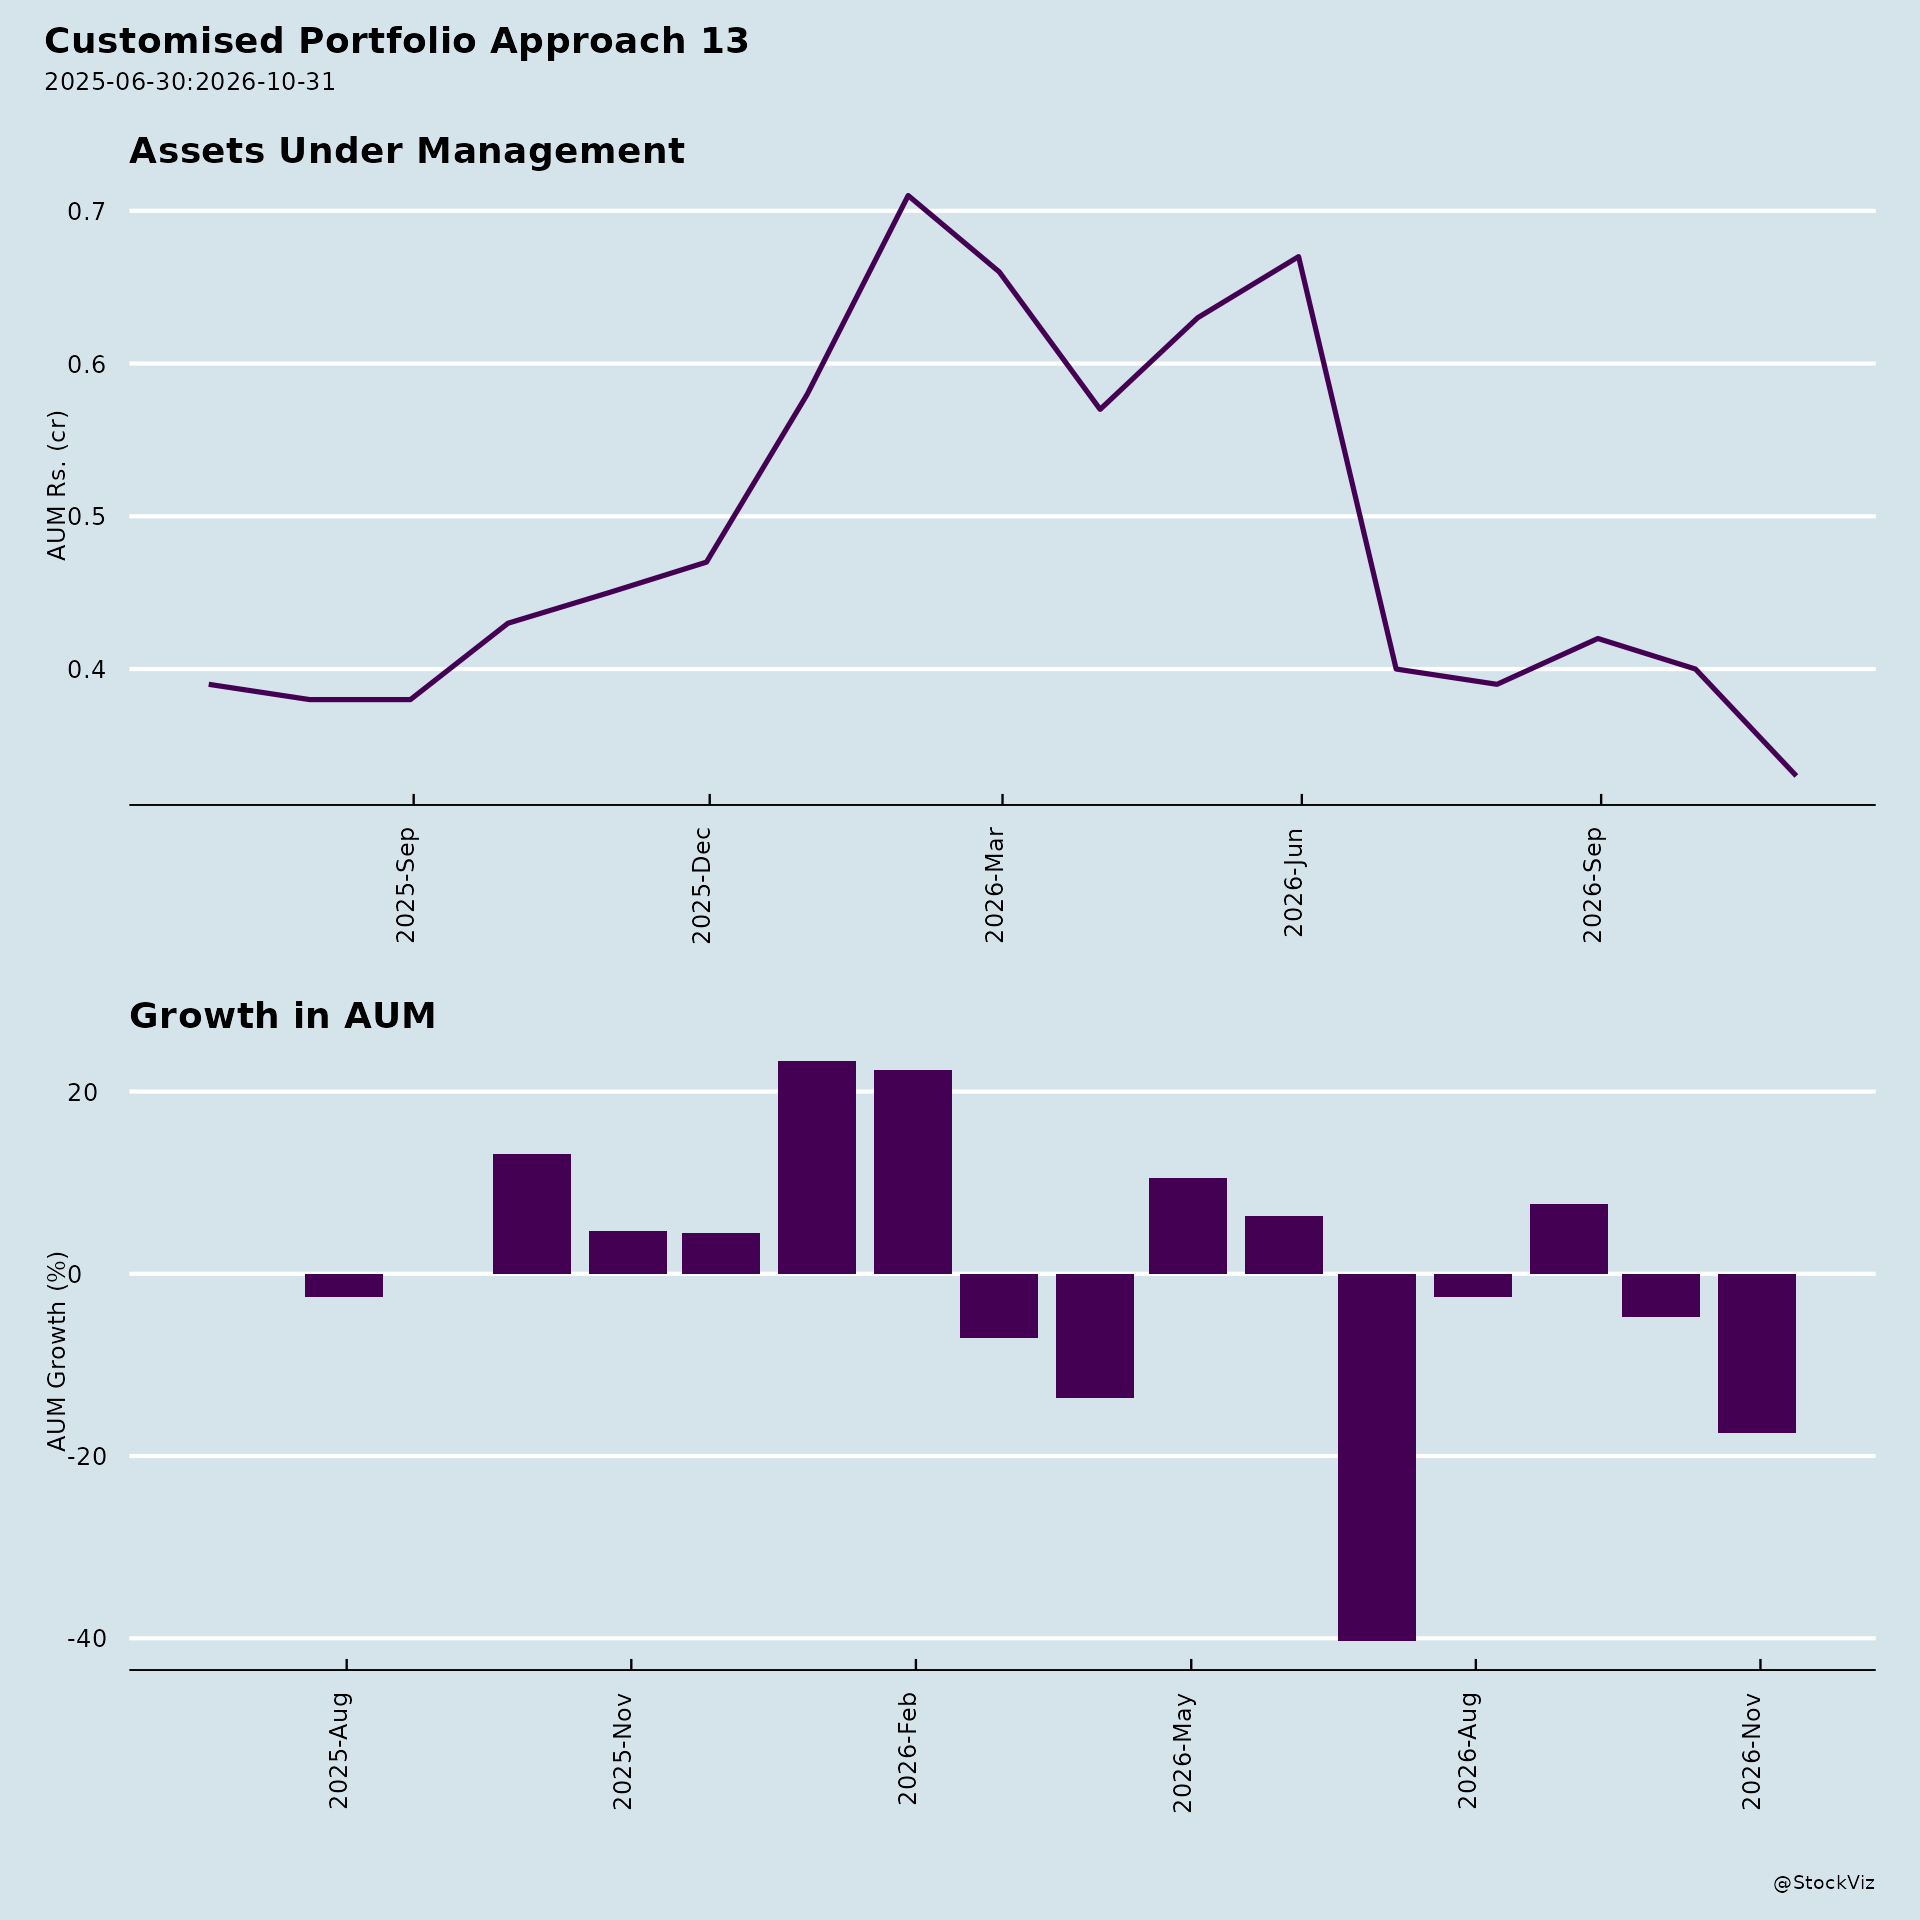 Customised Portfolio Approach 13
2025-06-30:2026-10-31
Assets Under Management
AUM Rs. (cr)
0.7
0.6
0.5
0.4
2025-Sep
2025-Dec
2026-Mar
2026-Jun
2026-Sep
Growth in AUM
AUM Growth (%)
20
0
-20
-40
2025-Aug
2025-Nov
2026-Feb
2026-May
2026-Aug
2026-Nov
@StockViz